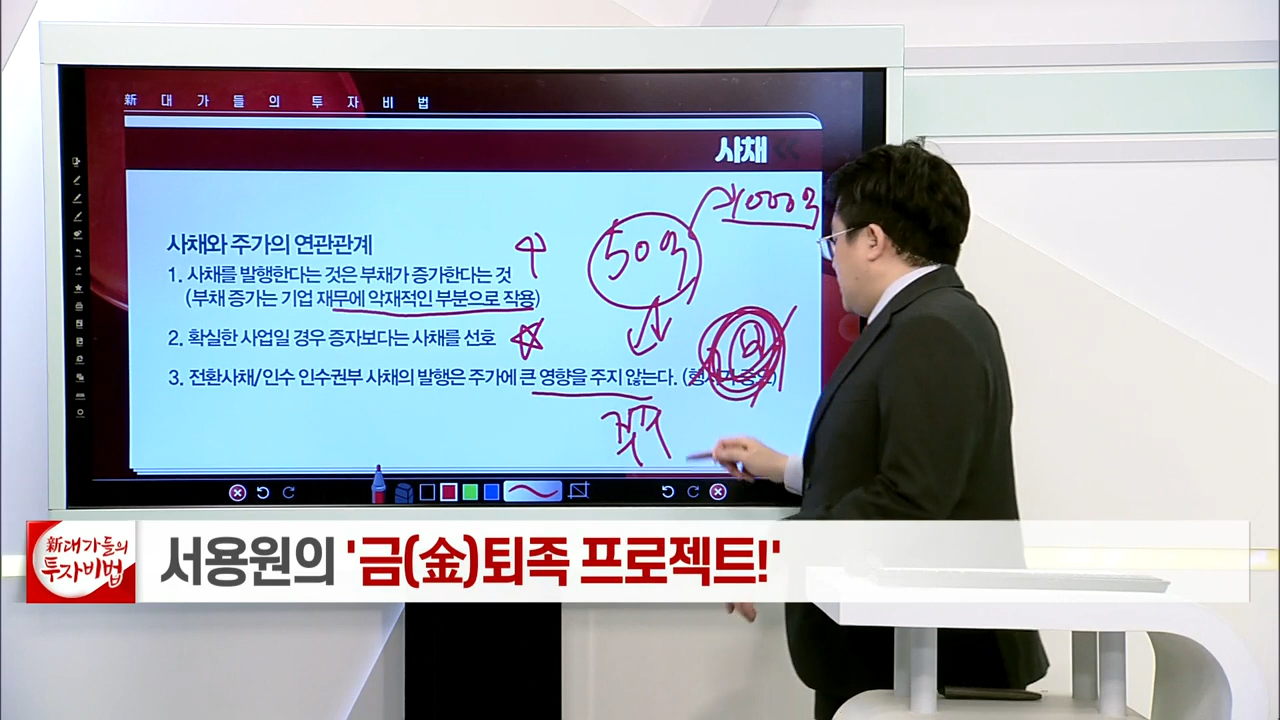 新 대 가 들 의 투 자 비 법
사채
사채와 주가의 연관관계
1. 사채를 발행한다는 것은 부채가 증가한다는 것
(부채 증가는 기업 재무에 악재적인 부분으로 작용)
2. 확실한 사업일 경우 증자보다는 사채를 선호
3. 전환사채/인수 인수권부 사채의 발행은 주가에 큰 영향을 주지 않는다.
50억
1000억
新대가들의
투자비법
서용원의 '금(金)퇴족 프로젝트!'